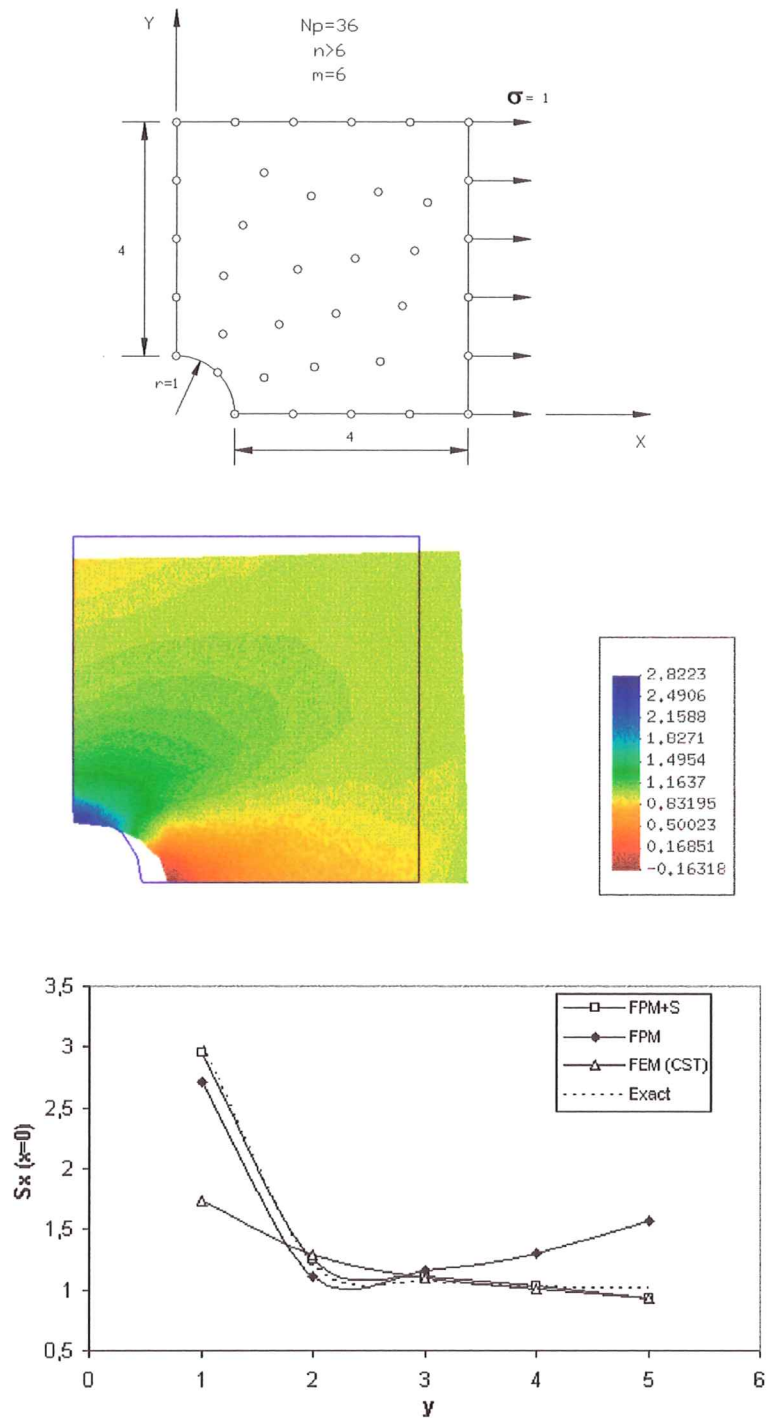 Y
Np=36
n>6
m=6
σ= 1
4
r=1
4
X
2.8223
2.4906
2.1588
1.8271
1.4954
1.1637
0.83195
0.50023
0.16851
-0.16318
3,5
3
2,5
2
1,5
1
0,5
Sx (x=0)
FPM+S
FPM
FEM (CST)
Exact
0 1 2 3 4 5 6
y